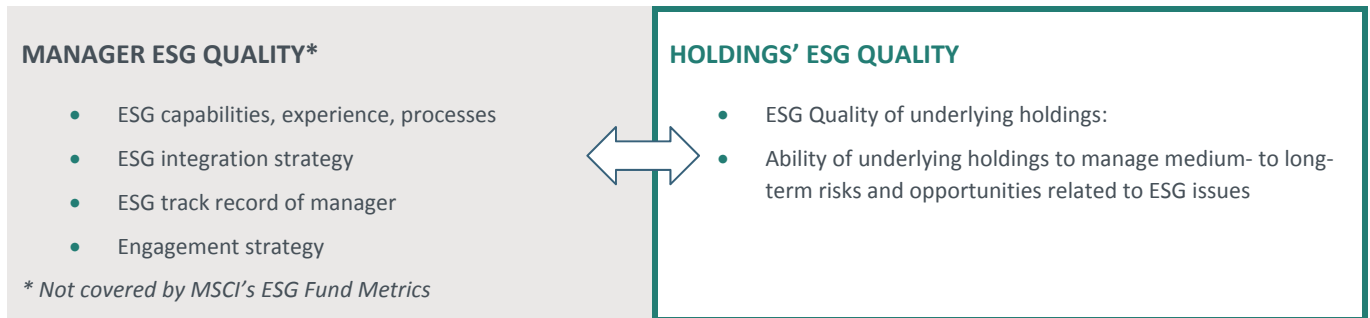 MANAGER ESG QUALITY*
• ESG capabilities, experience, processes
• ESG integration strategy
• ESG track record of manager
• Engagement strategy
* Not covered by MSCI’s ESG Fund Metrics
HOLDINGS’ ESG QUALITY
• ESG Quality of underlying holdings:
• Ability of underlying holdings to manage medium- to long-
term risks and opportunities related to ESG issues